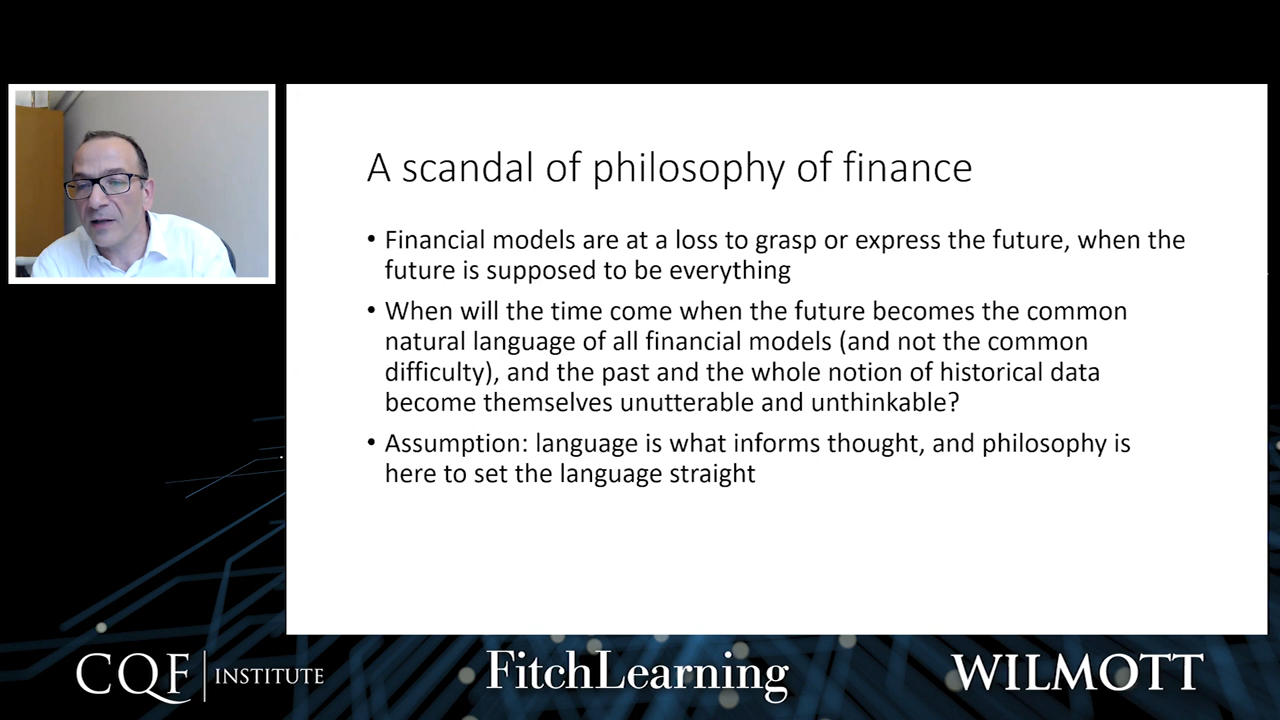 A scandal of philosophy of finance
• Financial models are at a loss to grasp or express the future, when the
future is supposed to be everything
• When will the time come when the future becomes the common
natural language of all financial models (and not the common
difficulty), and the past and the whole notion of historical data
become themselves unutterable and unthinkable?
• Assumption: language is what informs thought, and philosophy is
here to set the language straight
CQF INSTITUTE
FitchLearning
WILMOTT